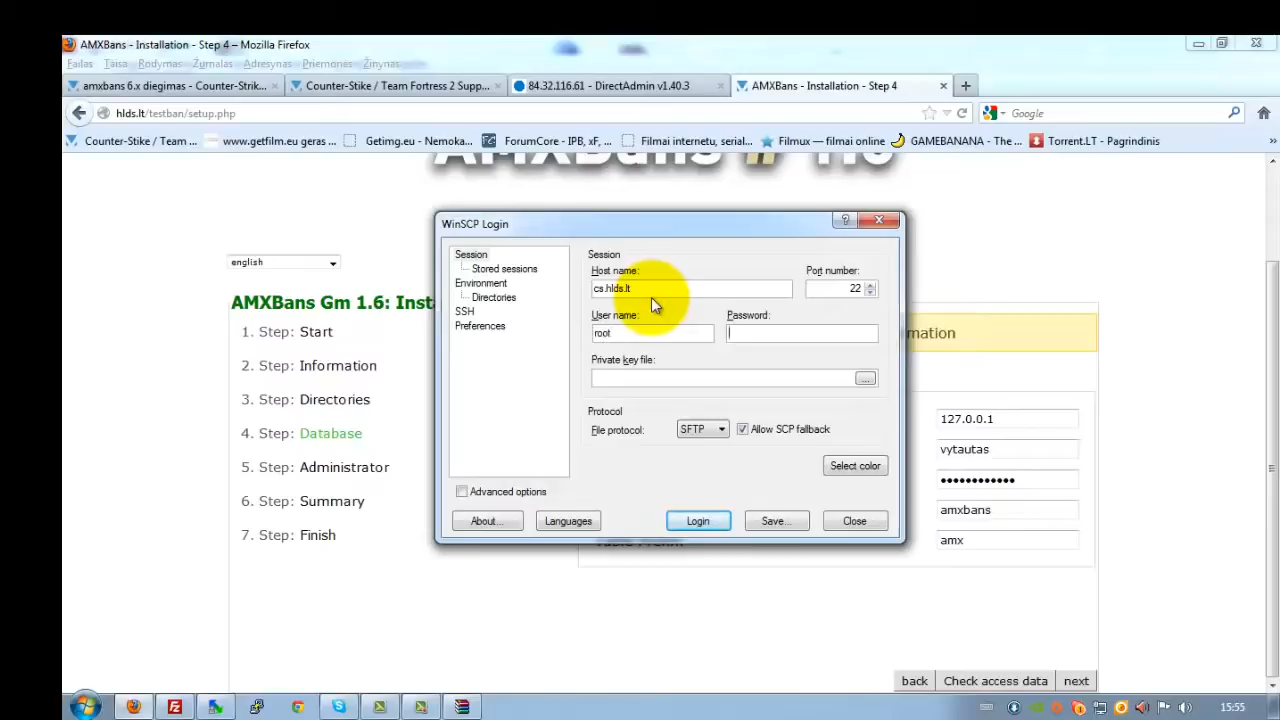 AMXBans - Installation - Step 4 – Mozilla Firefox
Failas Taisa Rodymas Žurnalas Adresynas Priemonės Žinynas
amxbans 6.x diegimas - Counter-Strik... × Counter-Stike / Team Fortress 2 Supp... × 84.32.116.61 - DirectAdmin v1.40.3 × AMXBans - Installation - Step 4 × +
hlds.lt/testban/setup.php Google
Counter-Stike / Team ... www.getfilm.eu geras ... Getimg.eu - Nemoka... ForumCore - IPB, xF, ... Filmai internetu, serial... Filmux — filmai online GAMEBANANA - The ... Torrent.LT - Pagrindinis »
WinSCP Login
english
AMXBans Gm 1.6:
1. Step: Start
2. Step: Information
3. Step: Directories
4. Step: Database
5. Step: Administrator
6. Step: Summary
7. Step: Finish
Session
Stored sessions
Environment
Directories
SSH
Preferences
Session
Host name: Port number:
cs.hlds.lt 22
User name: Password:
root
Private key file:
...
Protocol
File protocol: SFTP Allow SCP fallback
Select color
Advanced options
About... Languages Login Save... Close
127.0.0.1
vytautas
●●●●●●●●●●●●
amxbans
amx
back Check access data next
15:55